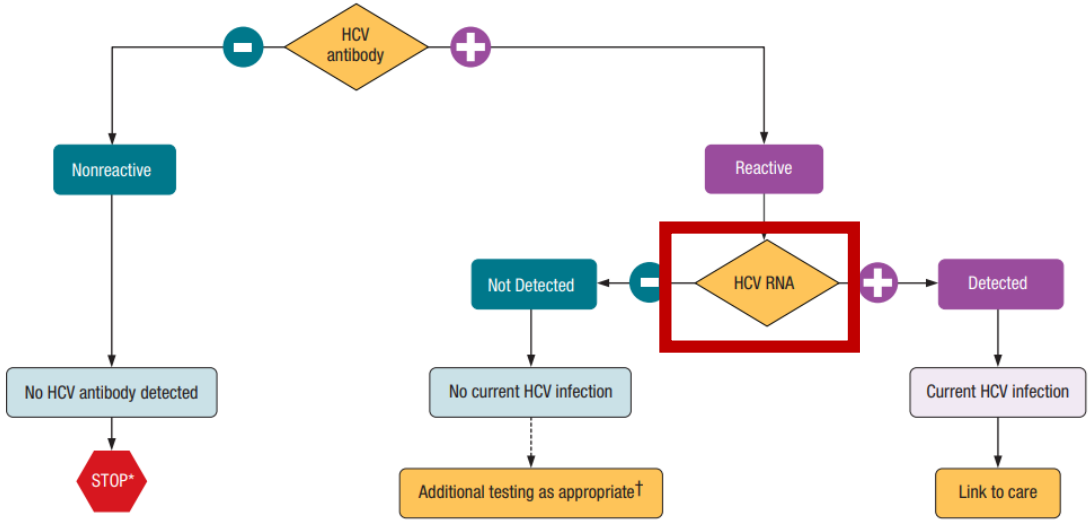 HCV
antibody
Nonreactive
Reactive
HCV RNA
Not Detected
Detected
No HCV antibody detected
No current HCV infection
Current HCV infection
STOP*
Additional testing as appropriate†
Link to care